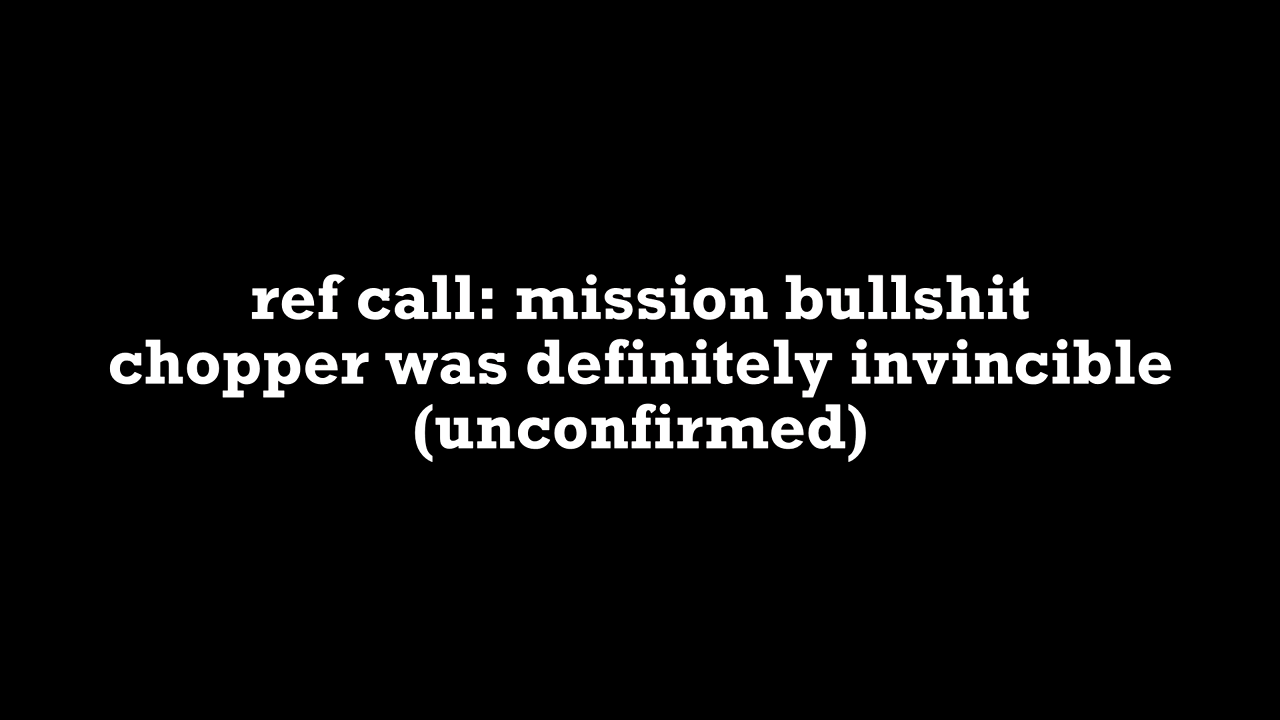 ref call: mission bullshit
chopper was definitely invincible
(unconfirmed)